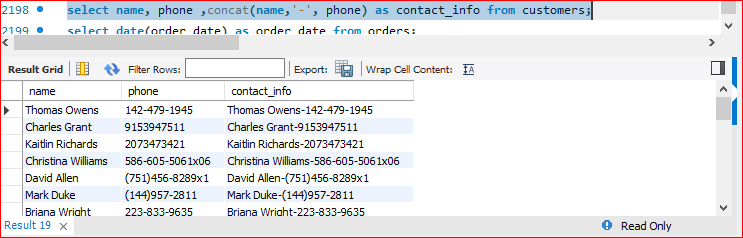 2198 select name, phone ,concat(name,'-', phone) as contact_info from customers;
2199 select date(order_date) as order_date from orders;
Result Grid Filter Rows: Export: Wrap Cell Content:
name phone contact_info
Thomas Owens 142-479-1945 Thomas Owens-142-479-1945
Charles Grant 9153947511 Charles Grant-9153947511
Kaitlin Richards 2073473421 Kaitlin Richards-2073473421
Christina Williams 586-605-5061x06 Christina Williams-586-605-5061x06
David Allen (751)456-8289x1 David Allen-(751)456-8289x1
Mark Duke (144)957-2811 Mark Duke-(144)957-2811
Briana Wright 223-833-9635 Briana Wright-223-833-9635
Result 19 Read Only